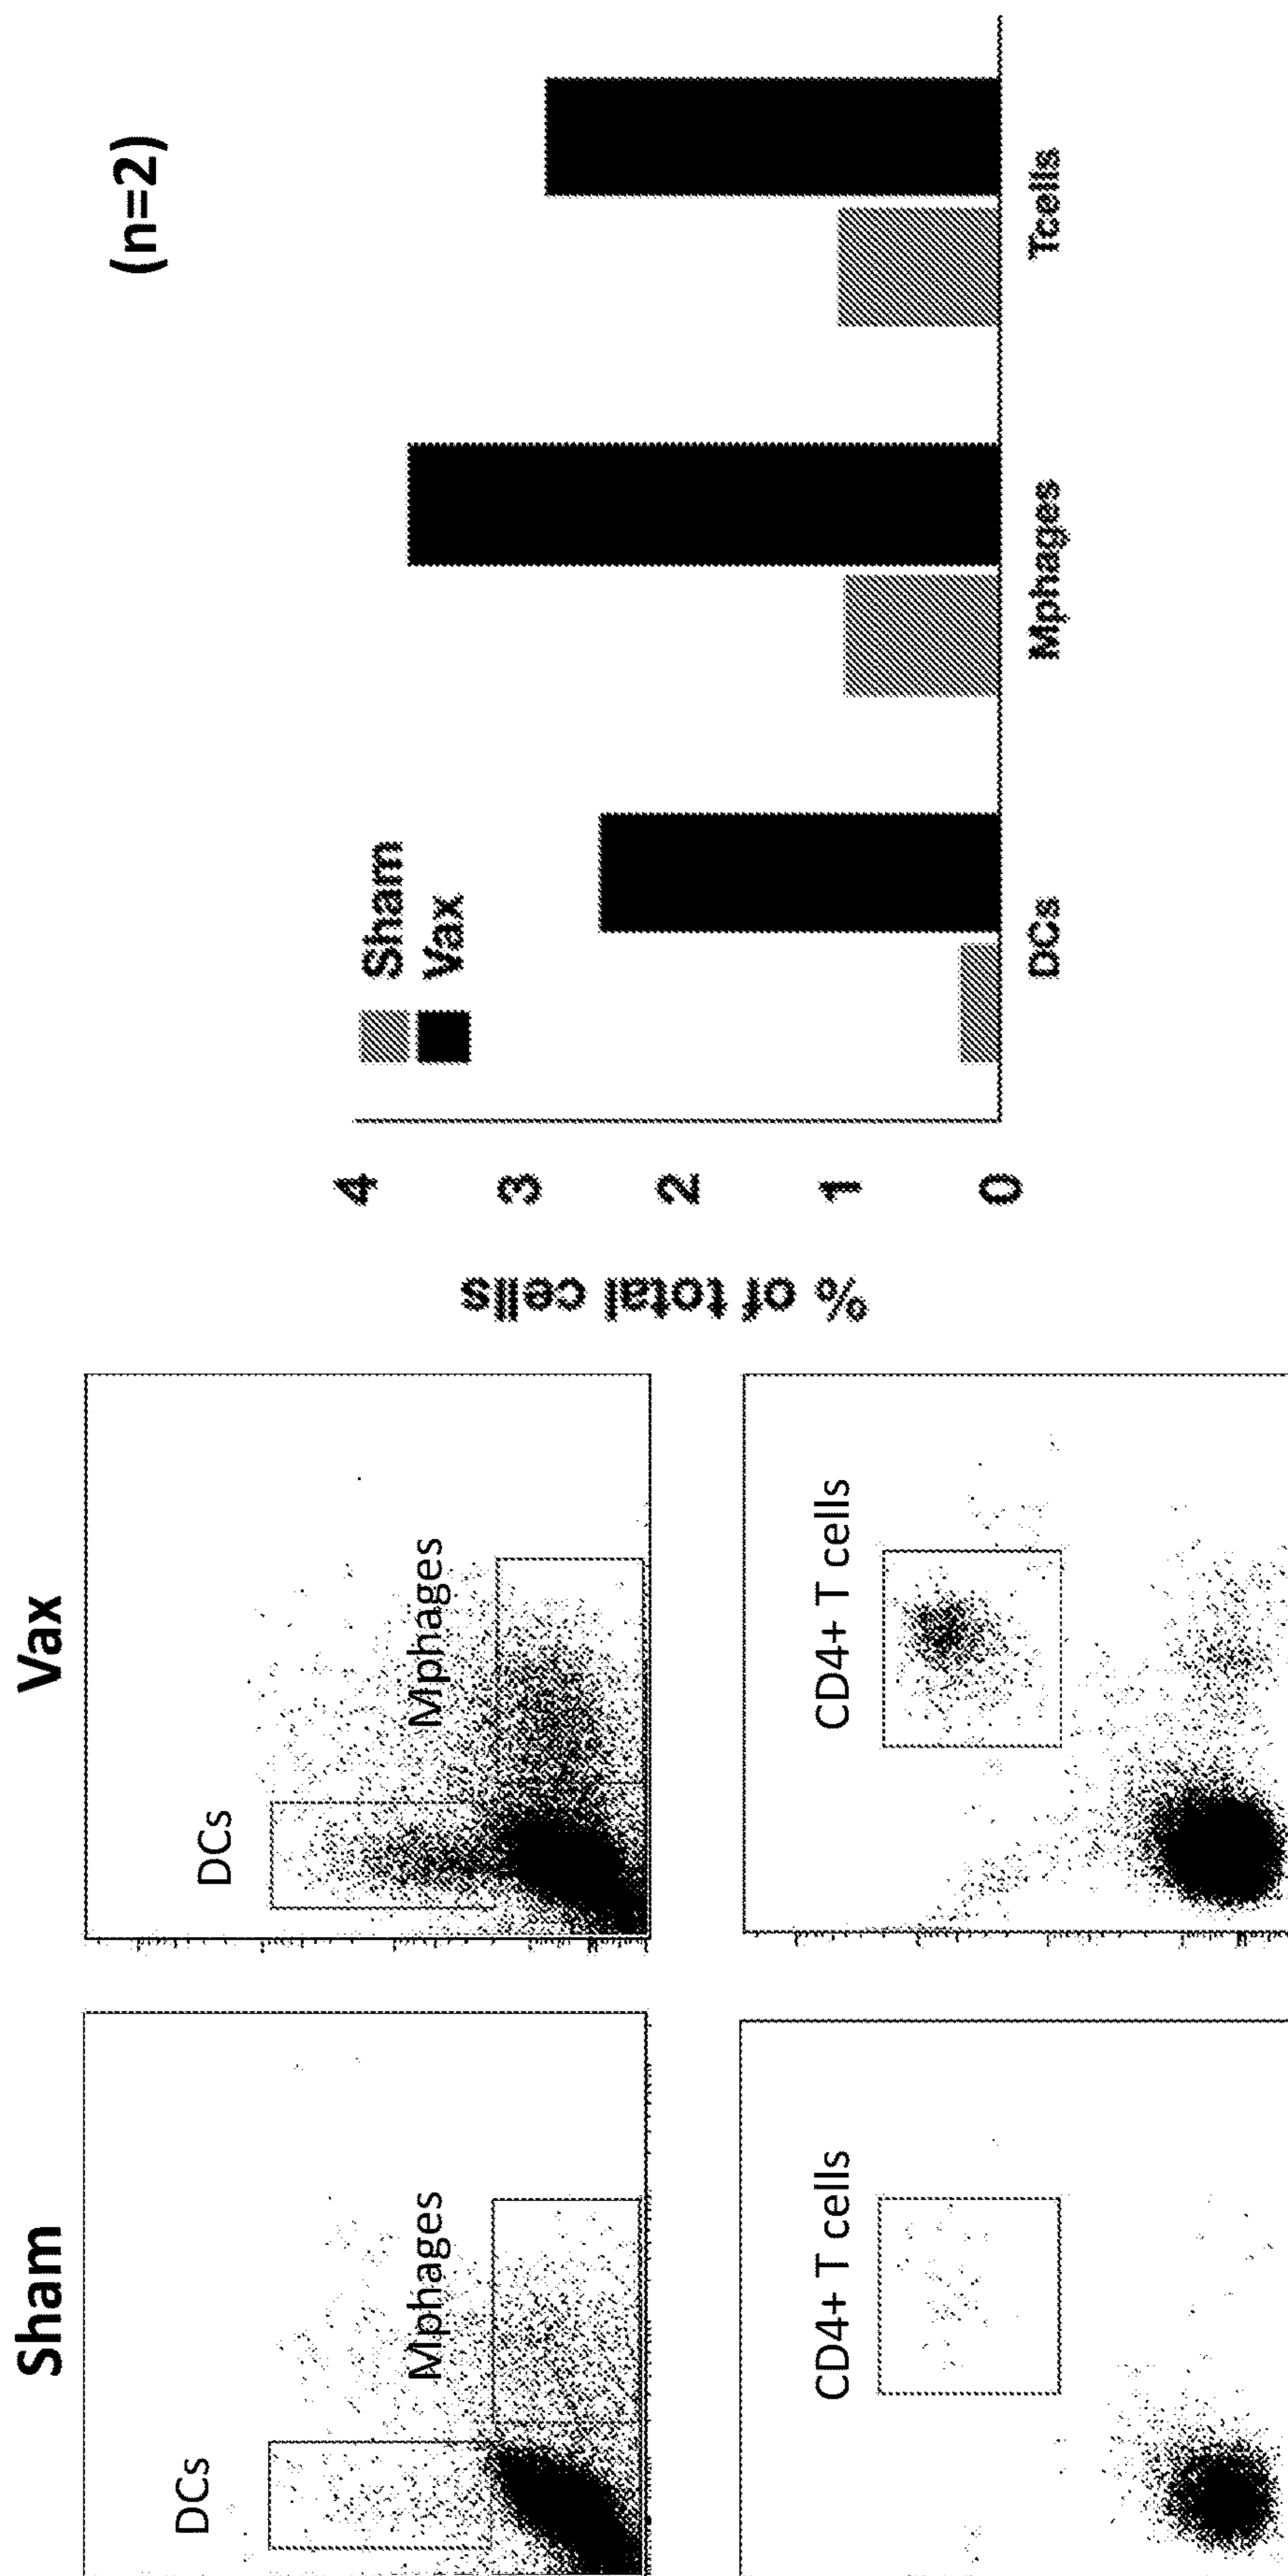 Sham
Vax
DCs
Mphages
DCs
Mphages
CD4+ T cells
CD4+ T cells
(n=2)
% of total cells
4
3
2
1
0
Sham
Vax
DCs
Mphages
Tcells